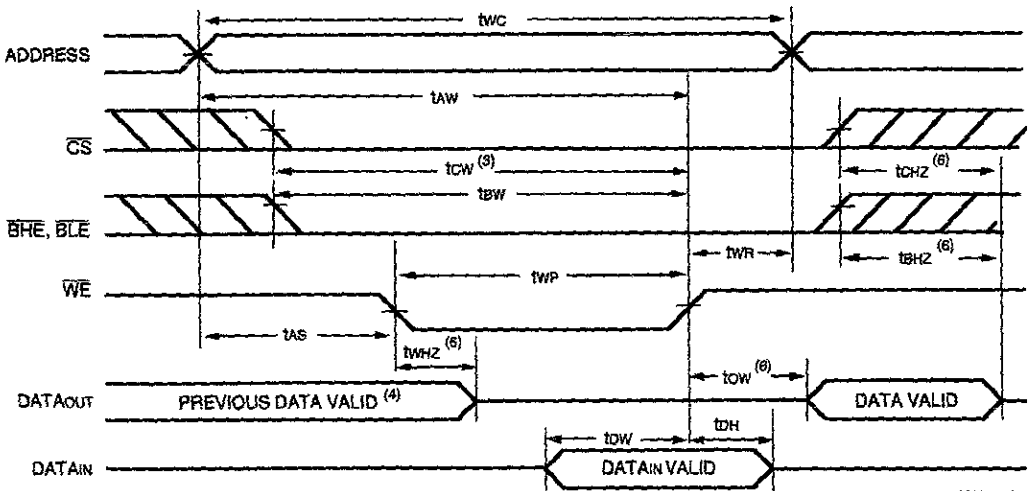 tWC
ADDRESS
tAW
CS
tCW (3)
tCHZ (6)
tBW
BHE, BLE
tWP
tWR
tBHZ (6)
WE
tAS
tWHZ (6)
tOW (6)
DATAOUT
PREVIOUS DATA VALID (4)
DATA VALID
tDW
tDH
DATAIN
DATAIN VALID